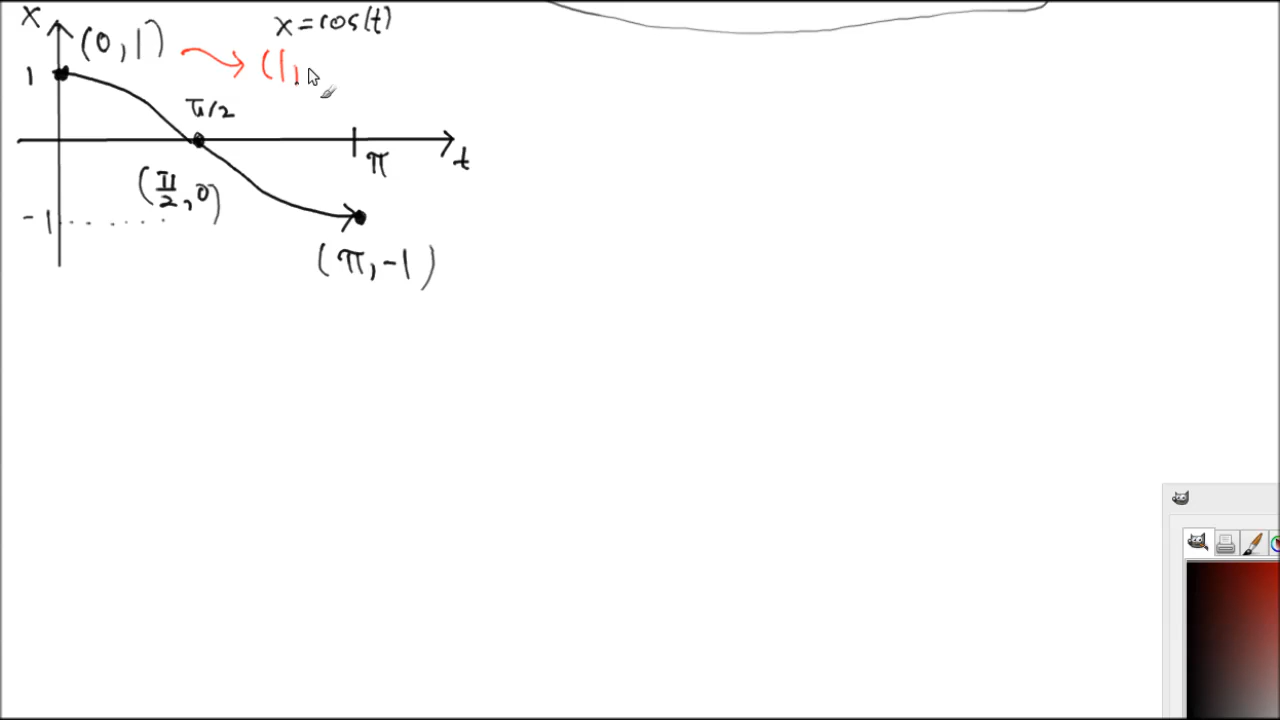 x
x = cos(t)
(0,1)
(1,
1
π/2
π
t
(π/2,0)
-1
(π,-1)